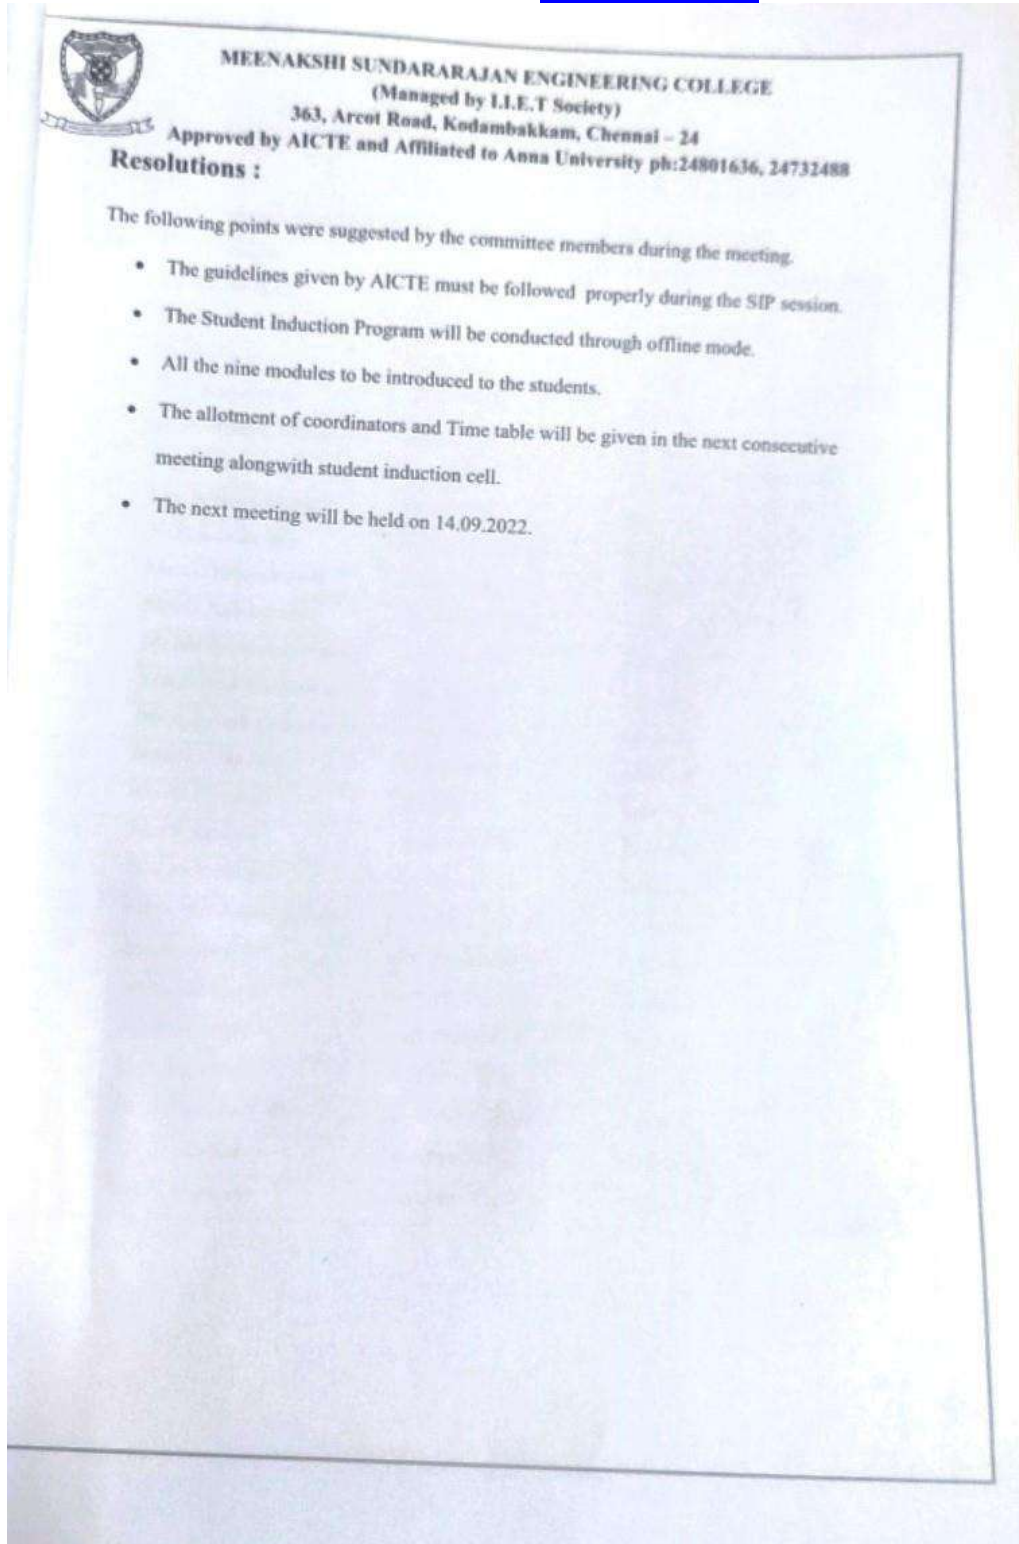 MEENAKSHI SUNDARARAJAN ENGINEERING COLLEGE
(Managed by I.I.E.T Society)
363, Arcot Road, Kodambakkam, Chennai – 24
Approved by AICTE and Affiliated to Anna University ph:24801636, 24732488
Resolutions :
The following points were suggested by the committee members during the meeting.
• The guidelines given by AICTE must be followed properly during the SIP session.
• The Student Induction Program will be conducted through offline mode.
• All the nine modules to be introduced to the students.
• The allotment of coordinators and Time table will be given in the next consecutive
meeting alongwith student induction cell.
• The next meeting will be held on 14.09.2022.